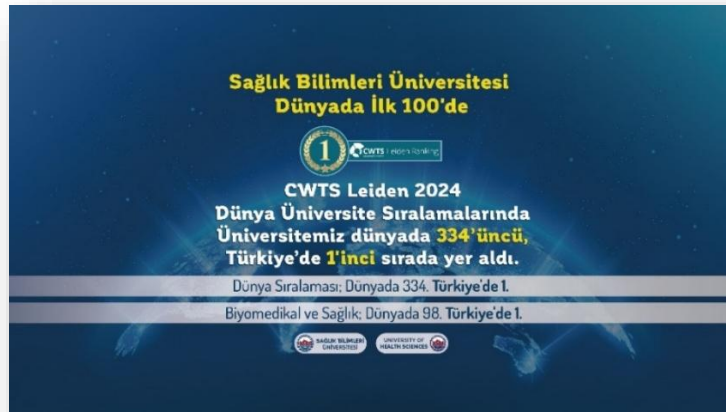 Sağlık Bilimleri Üniversitesi
Dünyada İlk 100'de
1
CWTS Leiden Ranking
CWTS Leiden 2024
Dünya Üniversite Sıralamalarında
Üniversitemiz dünyada 334'üncü,
Türkiye'de 1'inci sırada yer aldı.
Dünya Sıralaması; Dünyada 334. Türkiye'de 1.
Biyomedikal ve Sağlık; Dünyada 98. Türkiye'de 1.
SAĞLIK BİLİMLERİ
ÜNİVERSİTESİ
UNIVERSITY OF
HEALTH SCIENCES